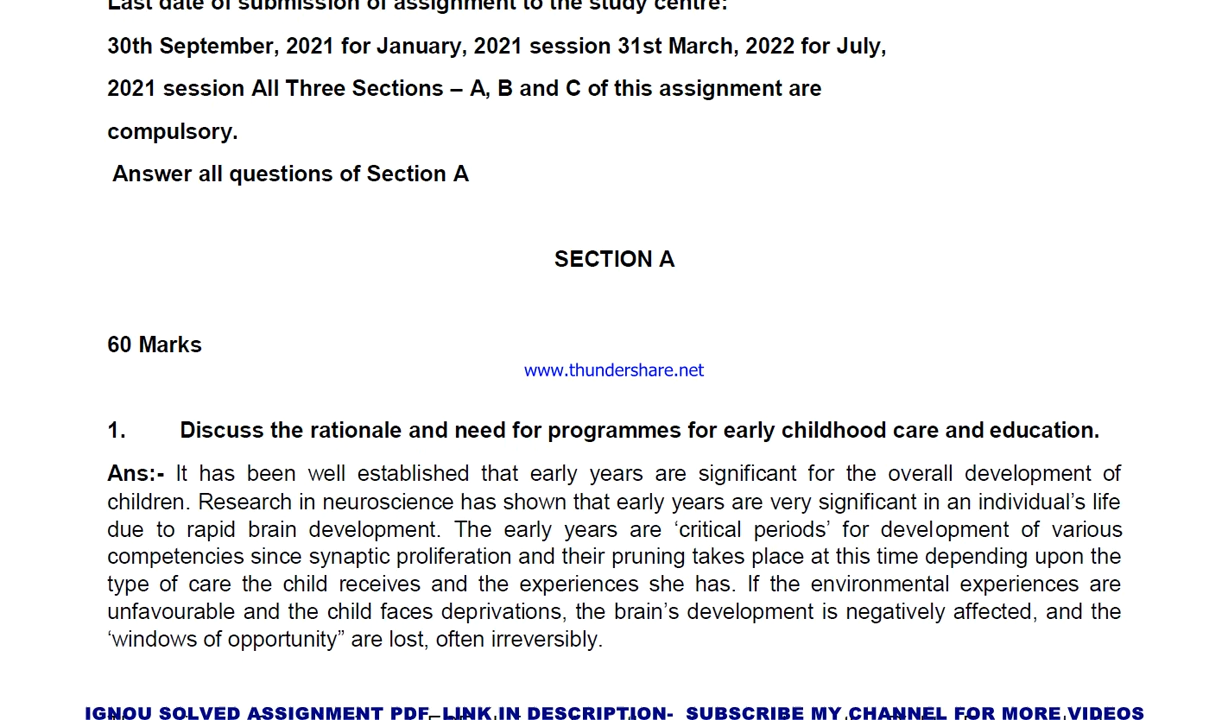 Last date of submission of assignment to the study centre:
30th September, 2021 for January, 2021 session 31st March, 2022 for July,
2021 session All Three Sections – A, B and C of this assignment are
compulsory.
Answer all questions of Section A
SECTION A
60 Marks
www.thundershare.net
1. Discuss the rationale and need for programmes for early childhood care and education.
Ans:- It has been well established that early years are significant for the overall development of
children. Research in neuroscience has shown that early years are very significant in an individual’s life
due to rapid brain development. The early years are ‘critical periods’ for development of various
competencies since synaptic proliferation and their pruning takes place at this time depending upon the
type of care the child receives and the experiences she has. If the environmental experiences are
unfavourable and the child faces deprivations, the brain’s development is negatively affected, and the
‘windows of opportunity” are lost, often irreversibly.
IGNOU SOLVED ASSIGNMENT PDF- LINK IN DESCRIPTION- SUBSCRIBE MY CHANNEL FOR MORE VIDEOS